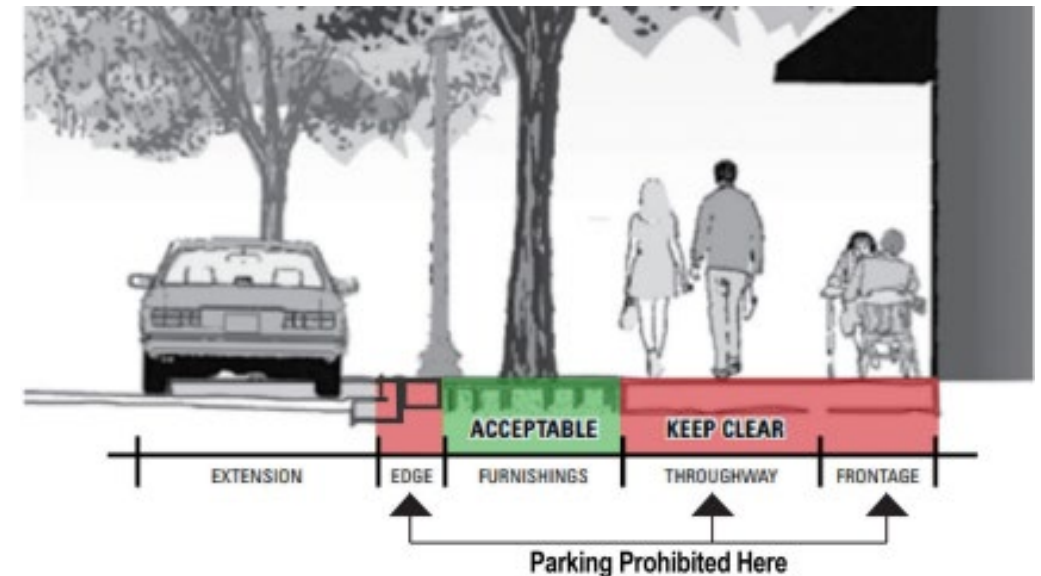 ACCEPTABLE KEEP CLEAR
EXTENSION EDGE FURNISHINGS THROUGHWAY FRONTAGE
Parking Prohibited Here